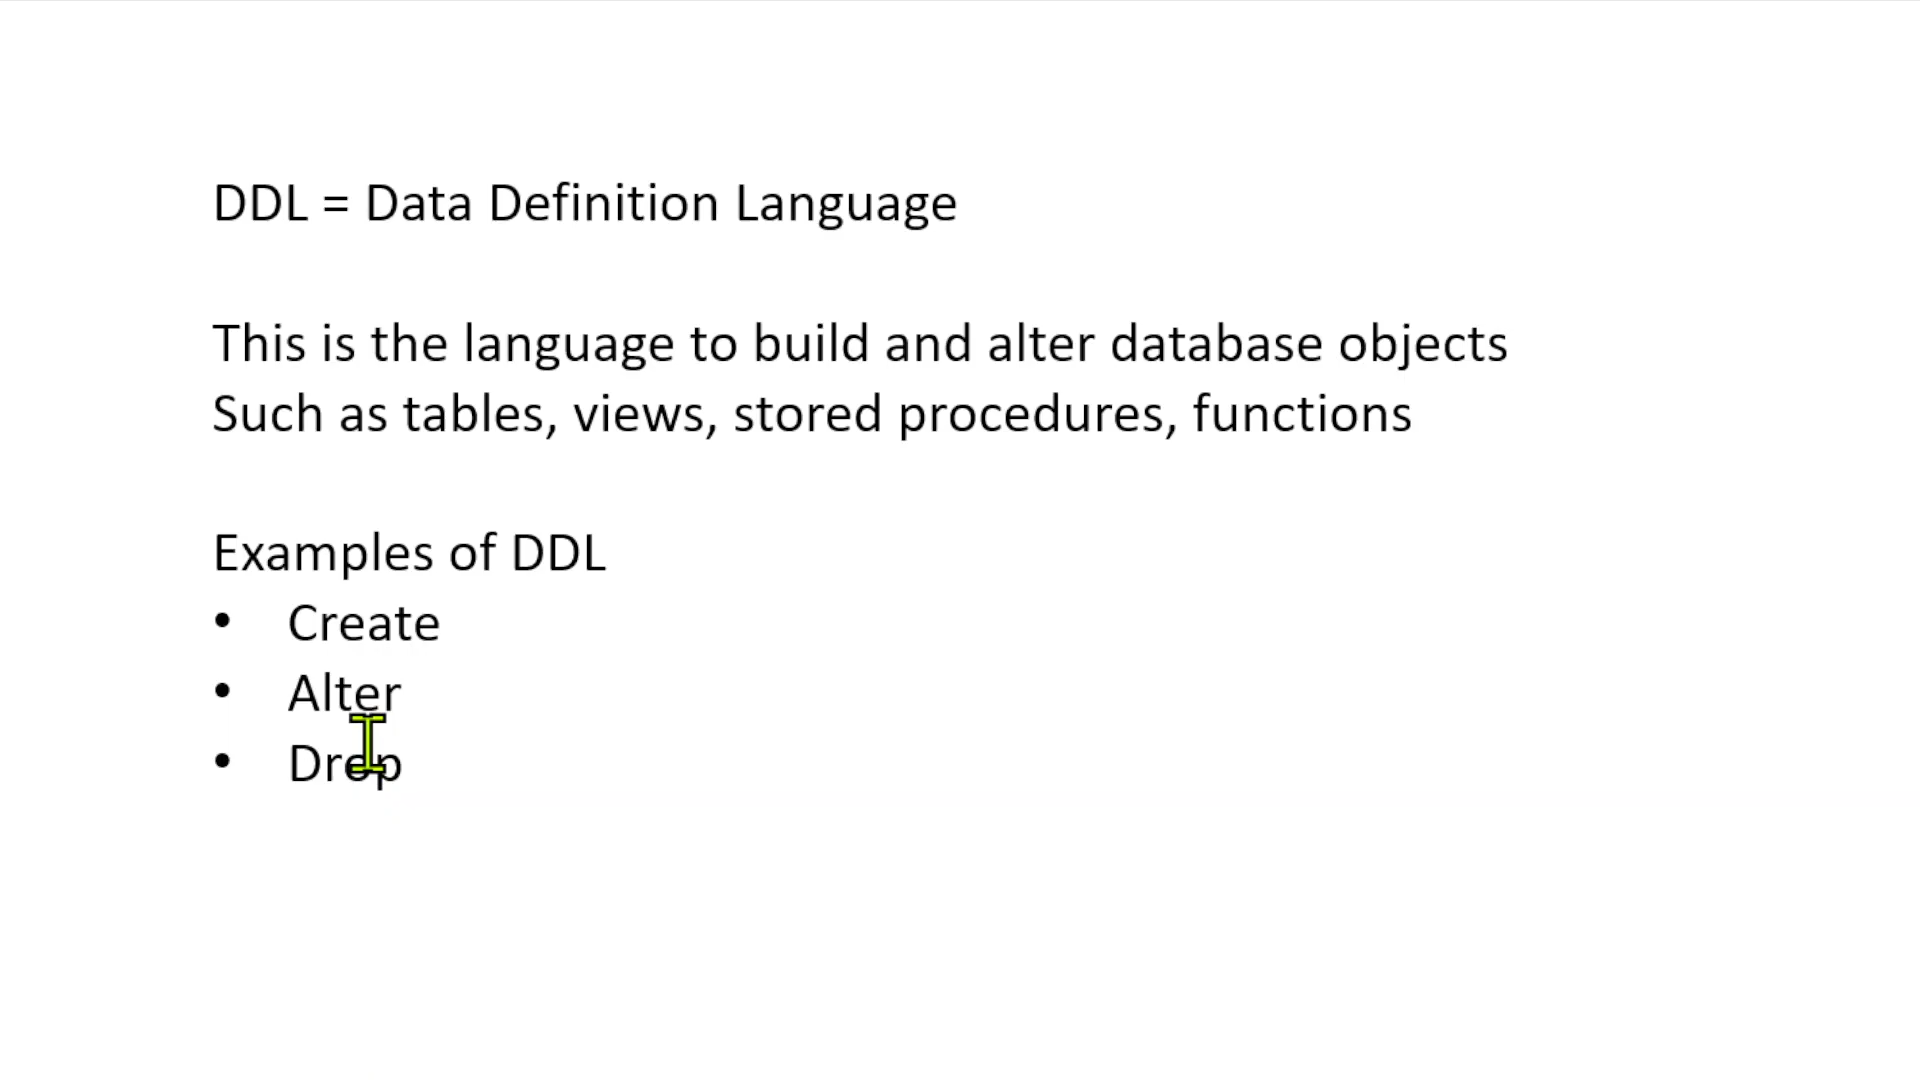 DDL = Data Definition Language
This is the language to build and alter database objects
Such as tables, views, stored procedures, functions
Examples of DDL
• Create
• Alter
• Drop